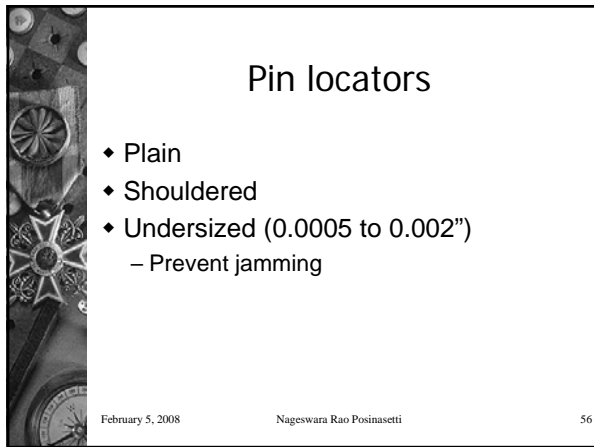 Pin locators
◆ Plain
◆ Shouldered
◆ Undersized (0.0005 to 0.002”)
– Prevent jamming
February 5, 2008 Nageswara Rao Posinasetti 56